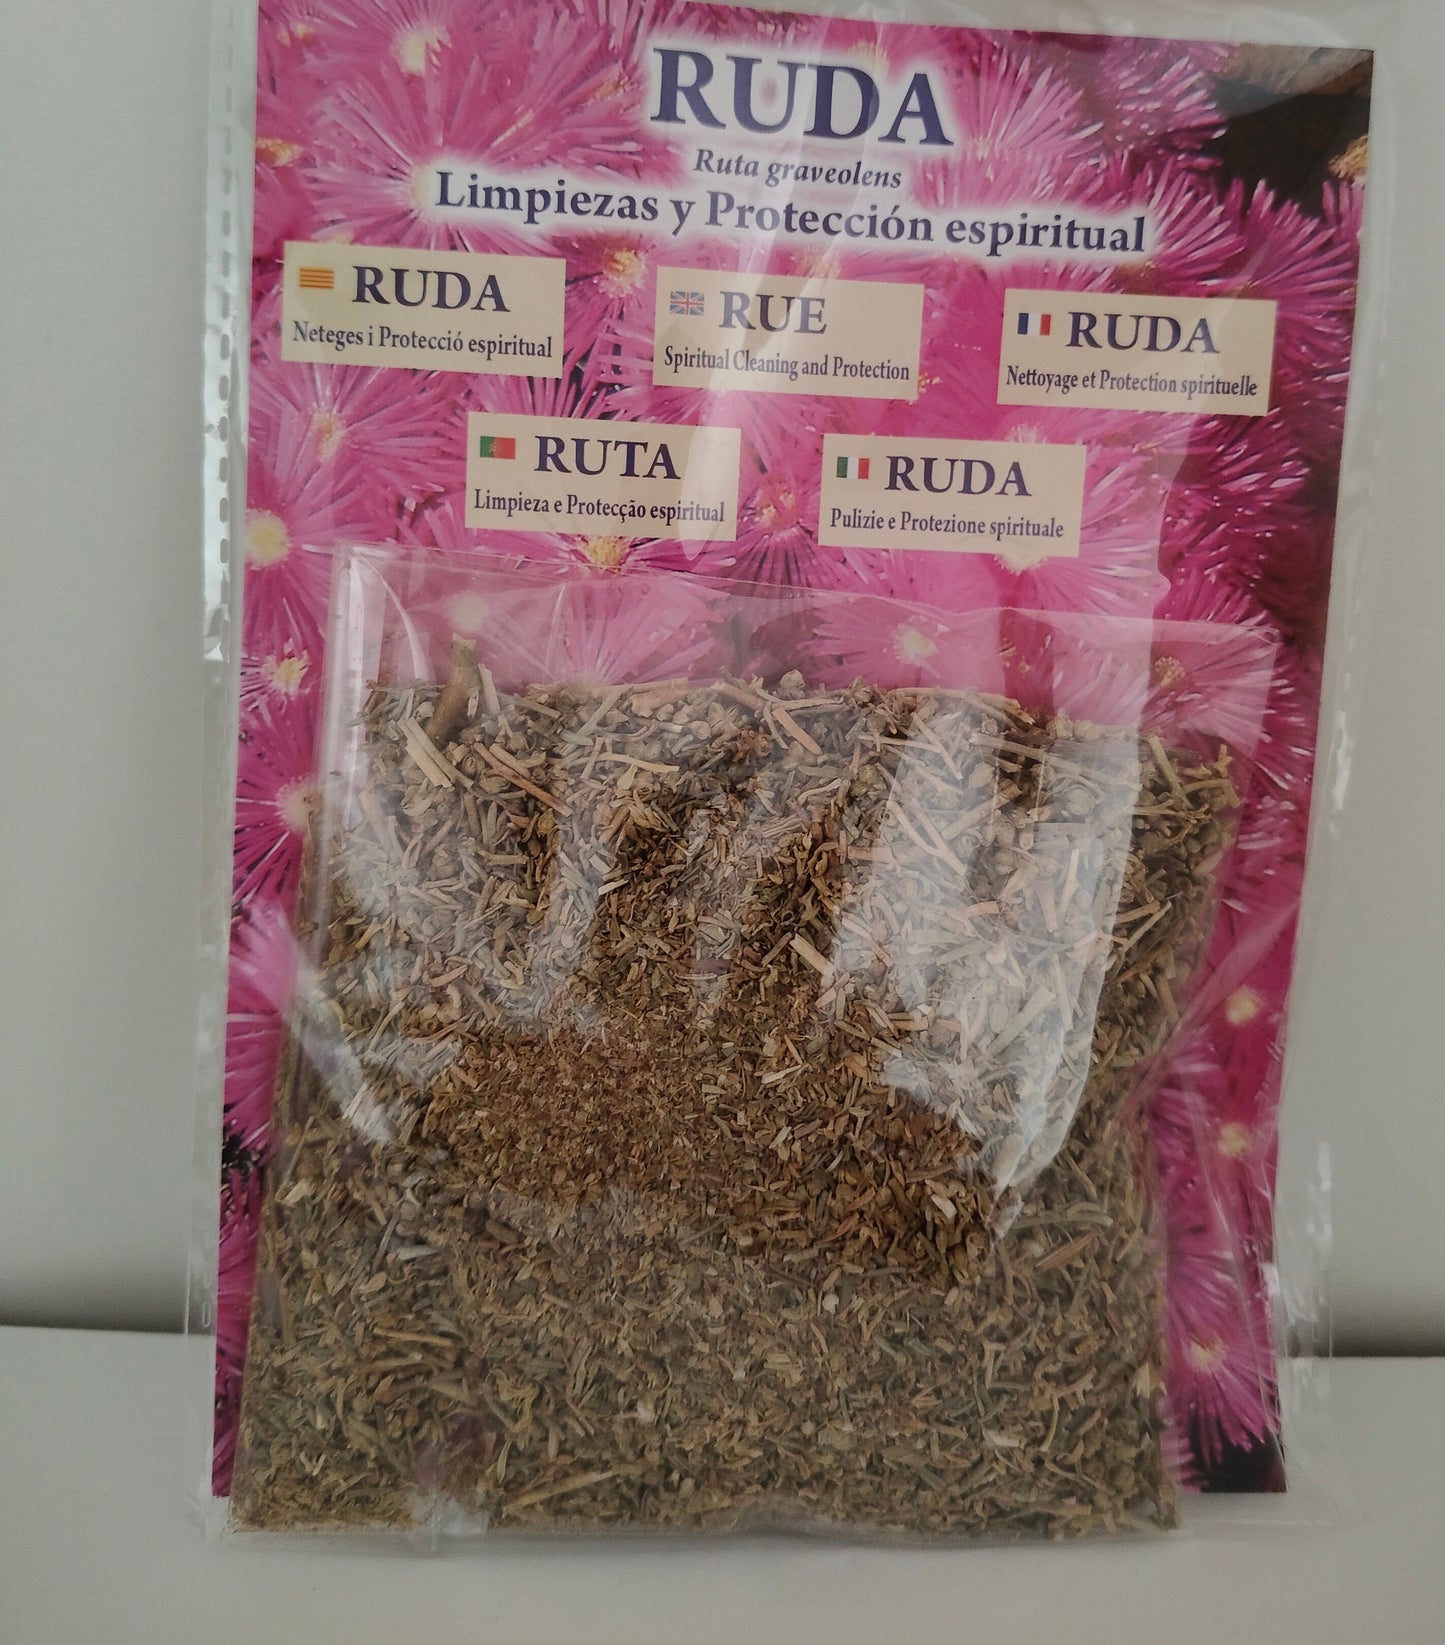 RUDA
Ruta graveolens
Limpiezas y Protección espiritual
RUDA
Neteges i Protecció espiritual
RUE
Spiritual Cleaning and Protection
RUDA
Nettoyage et Protection spirituelle
RUTA
Limpieza e Protecção espiritual
RUDA
Pulizie e Protezione spirituale